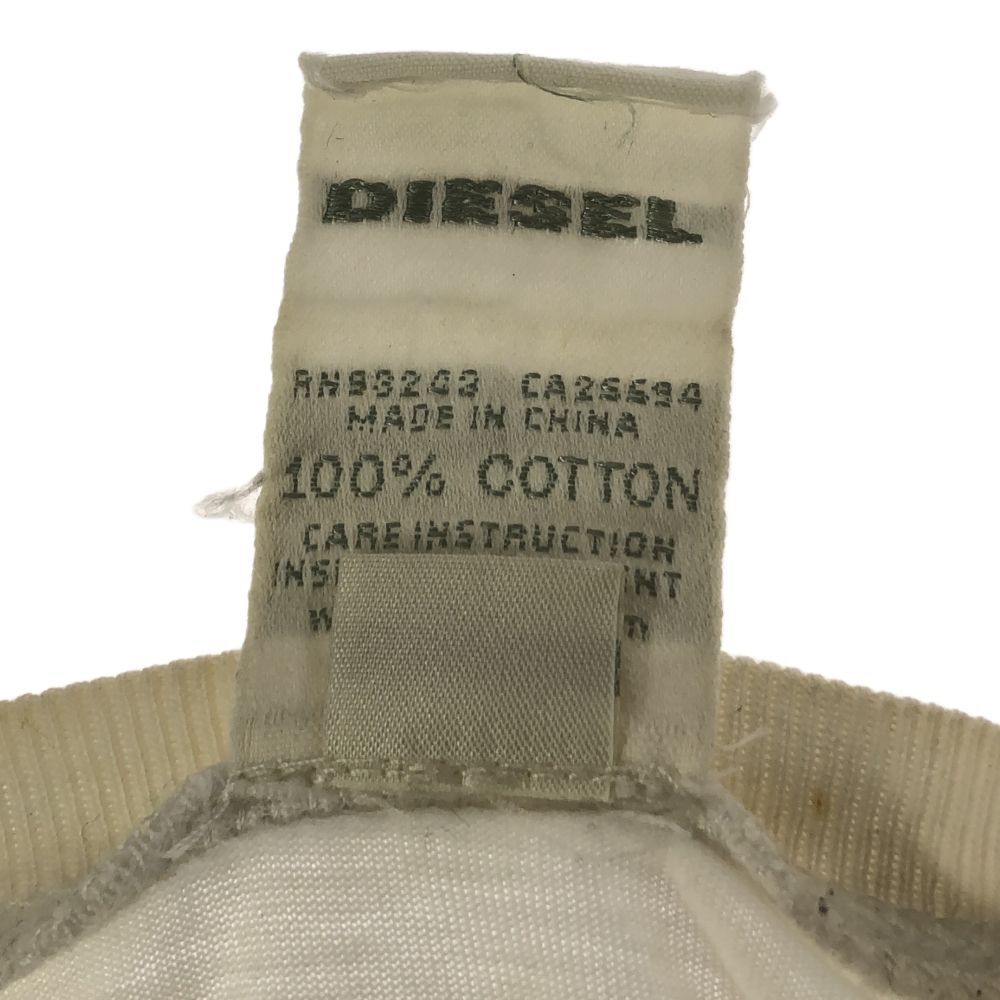 DIESEL
RN93243 CA25594
MADE IN CHINA
100% COTTON
CARE INSTRUCTION